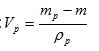 :V_p = \frac{m_p - m}{\rho_p}